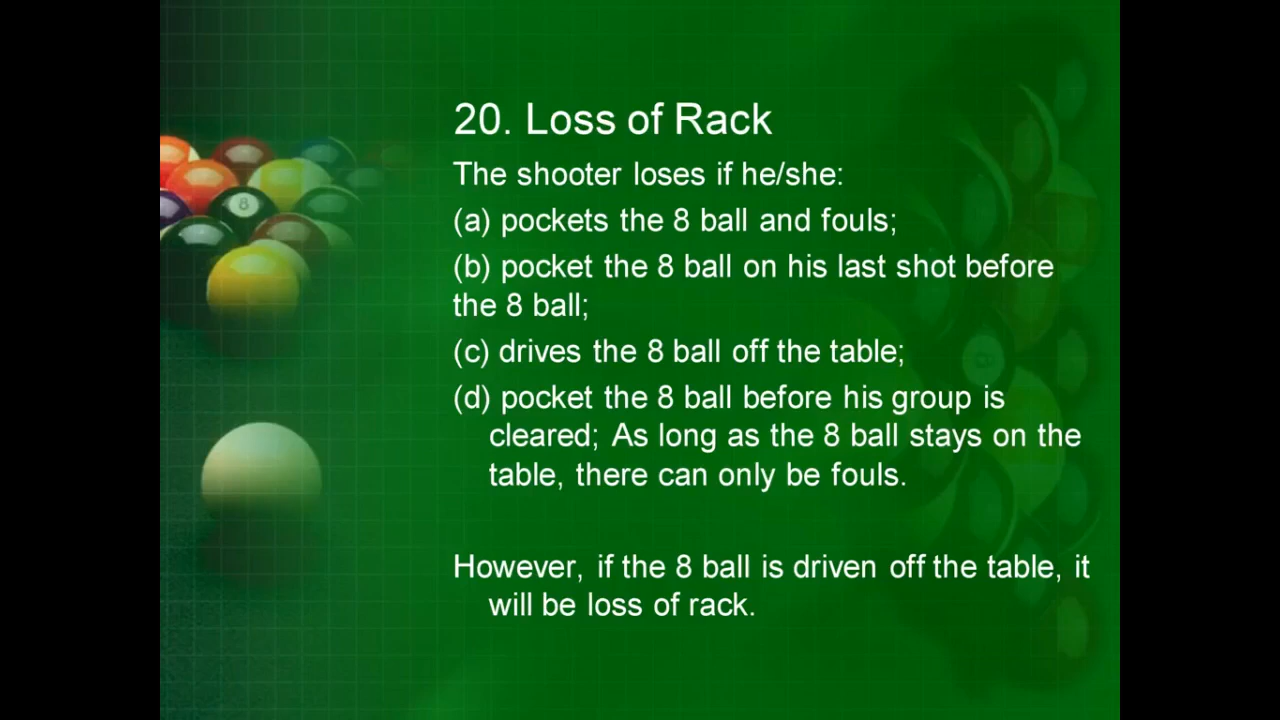 20. Loss of Rack
The shooter loses if he/she:
(a) pockets the 8 ball and fouls;
(b) pocket the 8 ball on his last shot before
the 8 ball;
(c) drives the 8 ball off the table;
(d) pocket the 8 ball before his group is
cleared; As long as the 8 ball stays on the
table, there can only be fouls.
However, if the 8 ball is driven off the table, it
will be loss of rack.
8
8